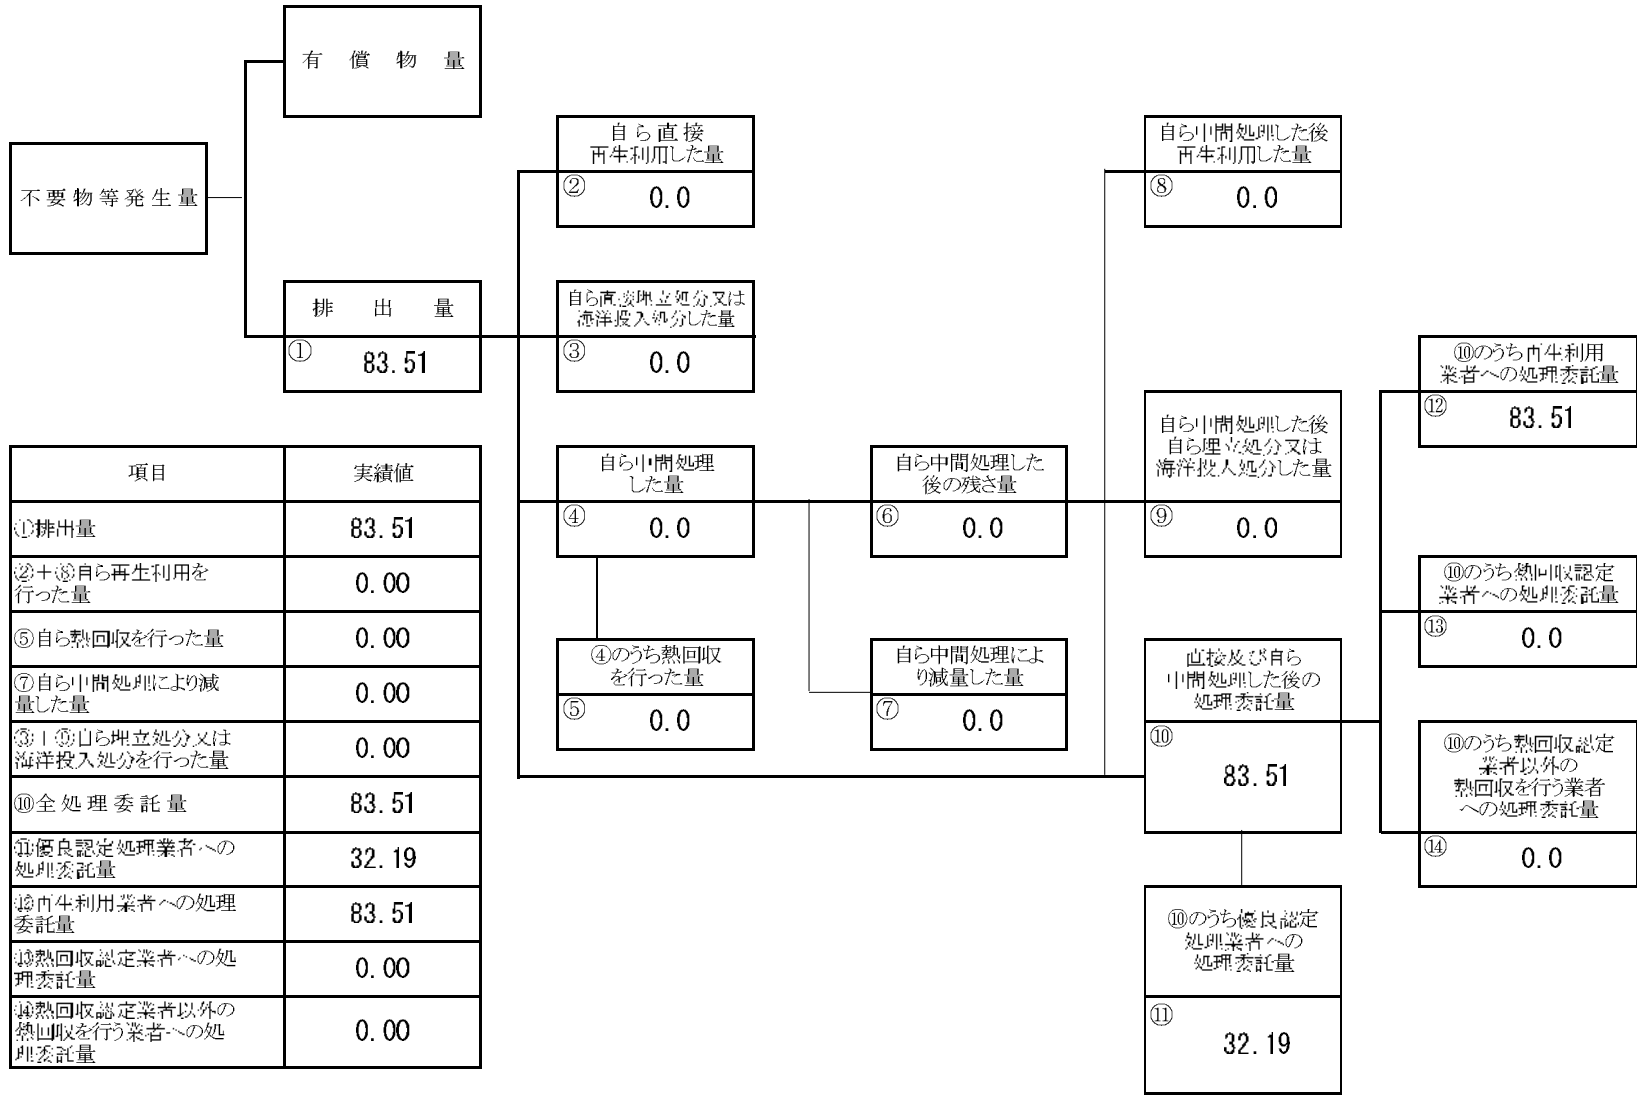 有償物量
不要物等発生量
排出量
①
83.51
自ら直接
再生利用した量
②
0.0
自ら直接埋立処分又は
海洋投入処分した量
③
0.0
自ら中間処理
した量
④
0.0
④のうち熱回収
を行った量
⑤
0.0
自ら中間処理した
後の残さ量
⑥
0.0
自ら中間処理によ
り減量した量
⑦
0.0
自ら中間処理した後
再生利用した量
⑧
0.0
自ら中間処理した後
自ら埋立処分又は
海洋投入処分した量
⑨
0.0
直接及び自ら
中間処理した後の
処理委託量
⑩
83.51
⑩のうち優良認定
処理業者への
処理委託量
⑪
32.19
⑩のうち再生利用
業者への処理委託量
⑫
83.51
⑩のうち熱回収認定
業者への処理委託量
⑬
0.0
⑩のうち熱回収認定
業者以外の
熱回収を行う業者
への処理委託量
⑭
0.0
項目 実績値
①排出量
83.51
②＋⑧自ら再生利用を
行った量
0.00
⑤自ら熱回収を行った量
0.00
⑦自ら中間処理により減
量した量
0.00
③＋⑨自ら埋立処分又は
海洋投入処分を行った量
0.00
⑩全処理委託量
83.51
⑪優良認定処理業者への
処理委託量
32.19
⑫再生利用業者への処理
委託量
83.51
⑬熱回収認定業者への処
理委託量
0.00
⑭熱回収認定業者以外の
熱回収を行う業者への処
理委託量
0.00